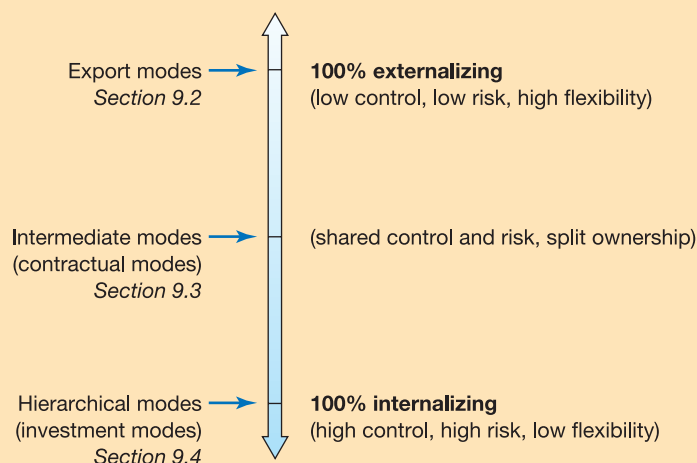 Export modes
Section 9.2
100% externalizing
(low control, low risk, high flexibility)
Intermediate modes
(contractual modes)
Section 9.3
(shared control and risk, split ownership)
Hierarchical modes
(investment modes)
Section 9.4
100% internalizing
(high control, high risk, low flexibility)